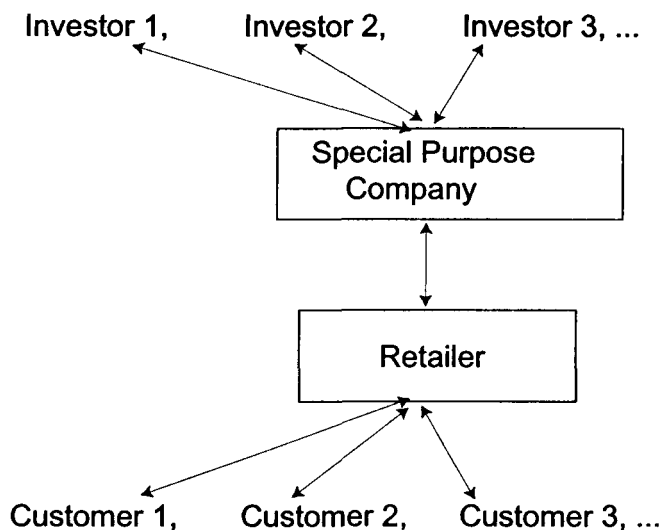 Investor 1, Investor 2, Investor 3, ...
Special Purpose
Company
Retailer
Customer 1, Customer 2, Customer 3, ...